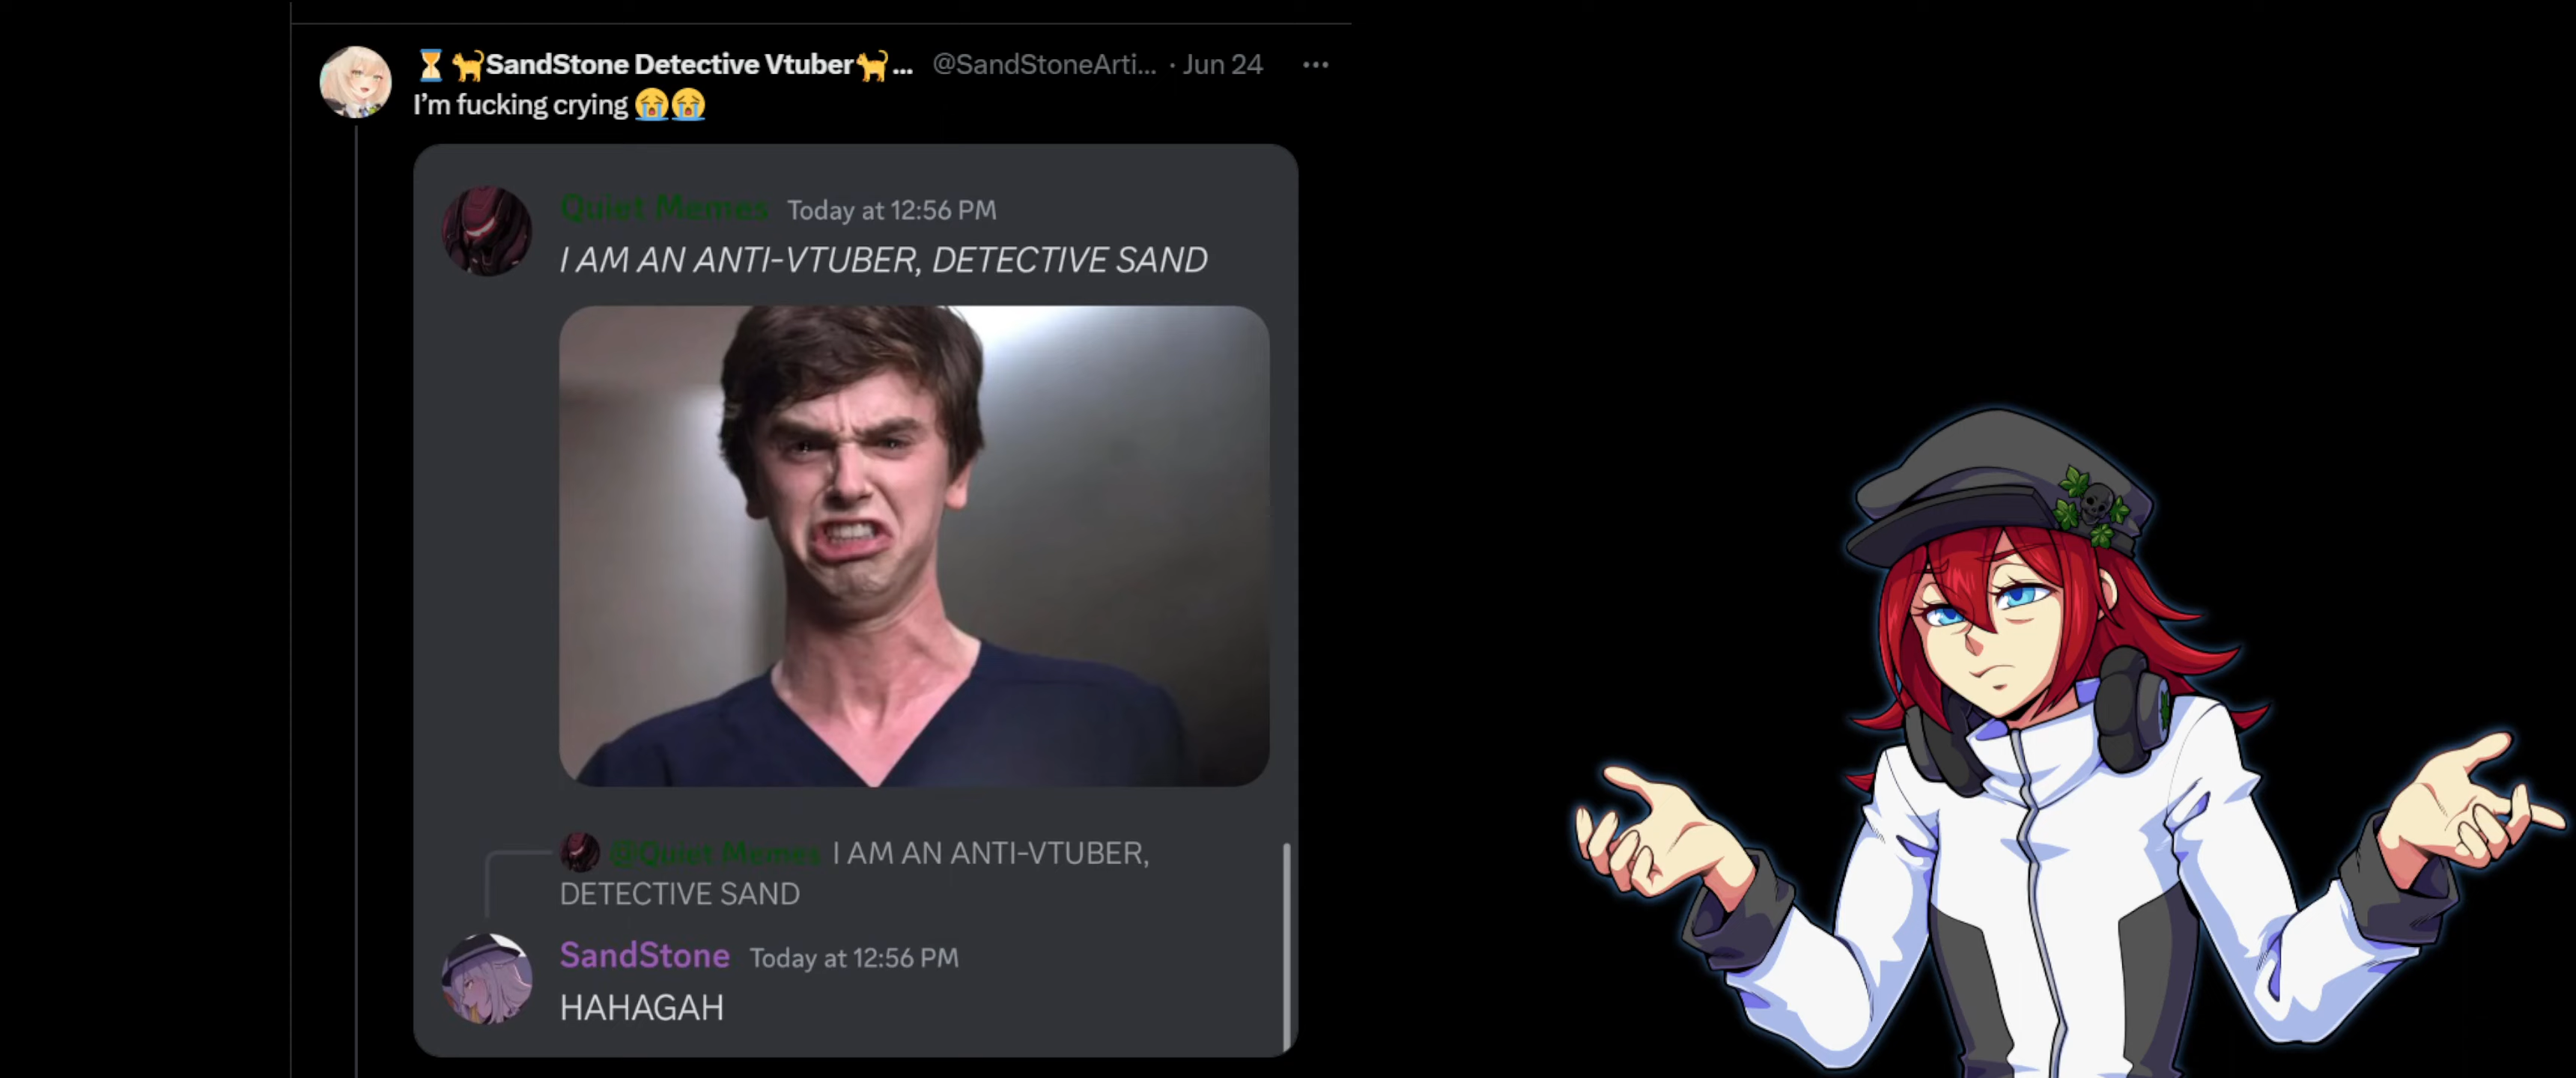 ⏳🐈SandStone Detective Vtuber🐈... @SandStoneArti... · Jun 24 ...
I'm fucking crying 😭😭
Quiet Memes Today at 12:56 PM
I AM AN ANTI-VTUBER, DETECTIVE SAND
@Quiet Memes I AM AN ANTI-VTUBER,
DETECTIVE SAND
SandStone Today at 12:56 PM
HAHAGAH